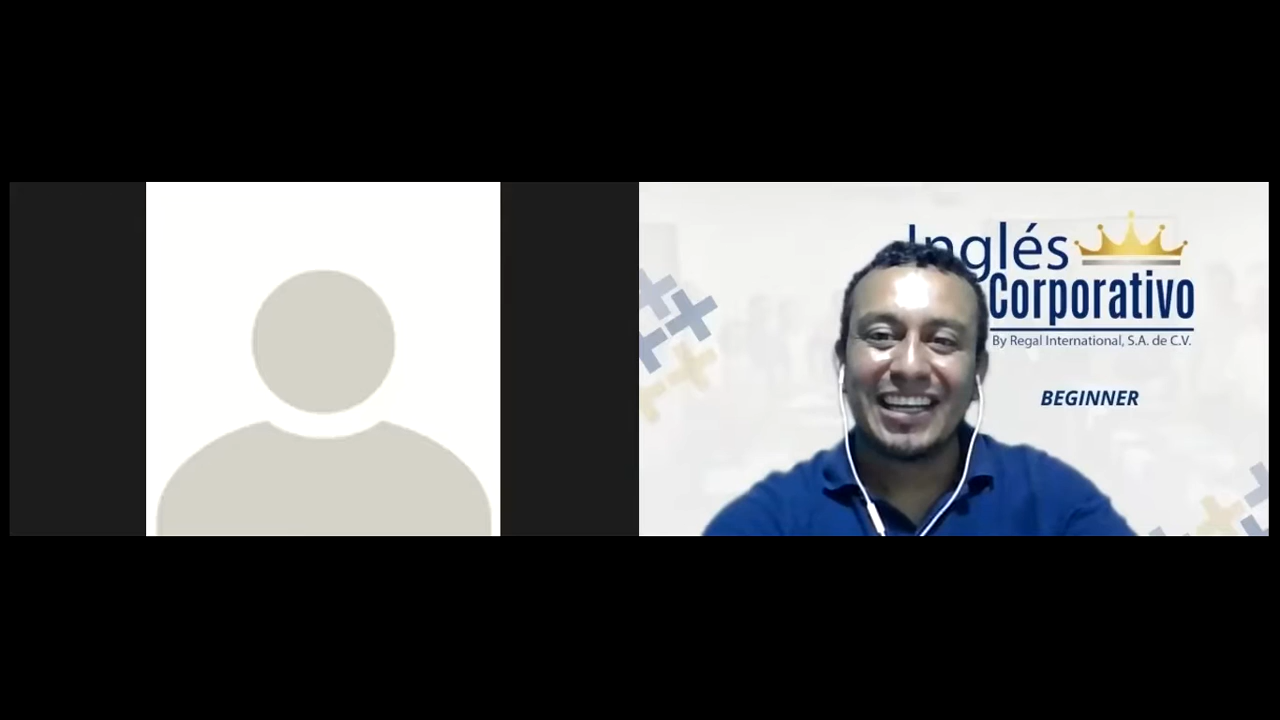 Inglés
Corporativo
By Regal International, S.A. de C.V.
BEGINNER